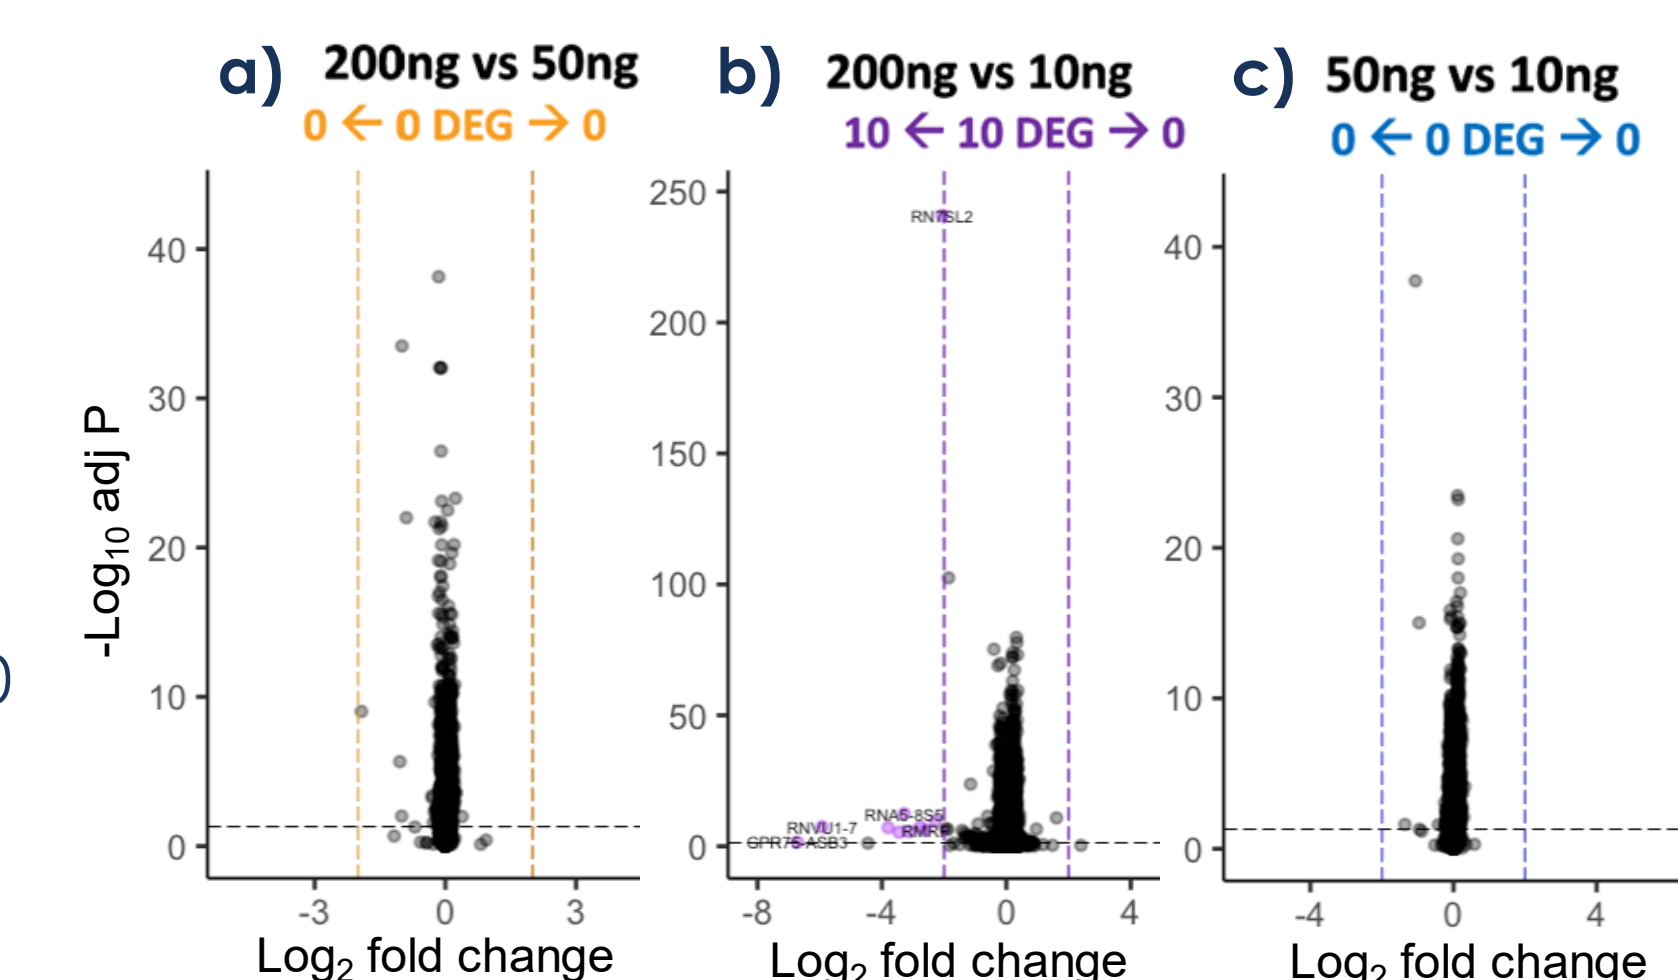 a) 200ng vs 50ng
0 ← 0 DEG → 0
-Log10 adj P
40
30
20
10
0
-3 0 3
Log2 fold change
b) 200ng vs 10ng
10 ← 10 DEG → 0
250
200
150
100
50
0
RN7SL2
RNA5-8S5
RNVU1-7
RMRP
GPR75-ASB3
-8 -4 0 4
Log2 fold change
c) 50ng vs 10ng
0 ← 0 DEG → 0
40
30
20
10
0
-4 0 4
Log2 fold change